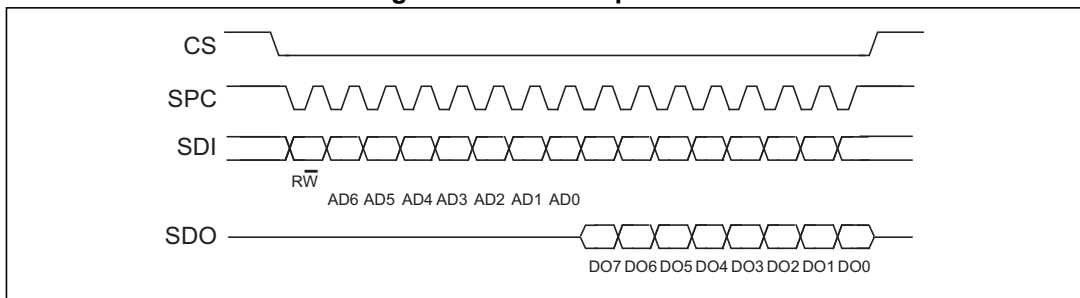 CS
SPC
SDI
RW̅
AD6 AD5 AD4 AD3 AD2 AD1 AD0
SDO
DO7 DO6 DO5 DO4 DO3 DO2 DO1 DO0